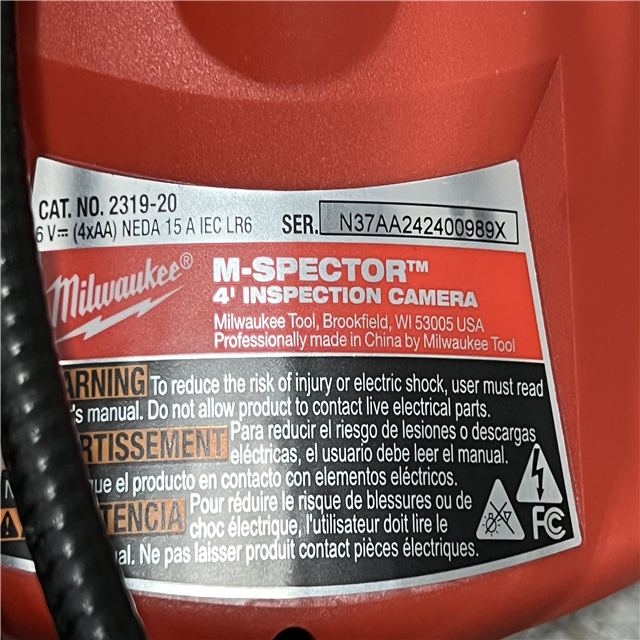 CAT. NO. 2319-20
6 V⎓ (4xAA) NEDA 15 A IEC LR6
SER. N37AA242400989X
Milwaukee®
M-SPECTOR™
4' INSPECTION CAMERA
Milwaukee Tool, Brookfield, WI 53005 USA
Professionally made in China by Milwaukee Tool
ARNING To reduce the risk of injury or electric shock, user must read
's manual. Do not allow product to contact live electrical parts.
RTISSEMENT Para reducir el riesgo de lesiones o descargas
eléctricas, el usuario debe leer el manual.
que el producto en contacto con elementos eléctricos.
TENCIA Pour réduire le risque de blessures ou de
choc électrique, l'utilisateur doit lire le
al. Ne pas laisser produit contact pièces électriques.
FC